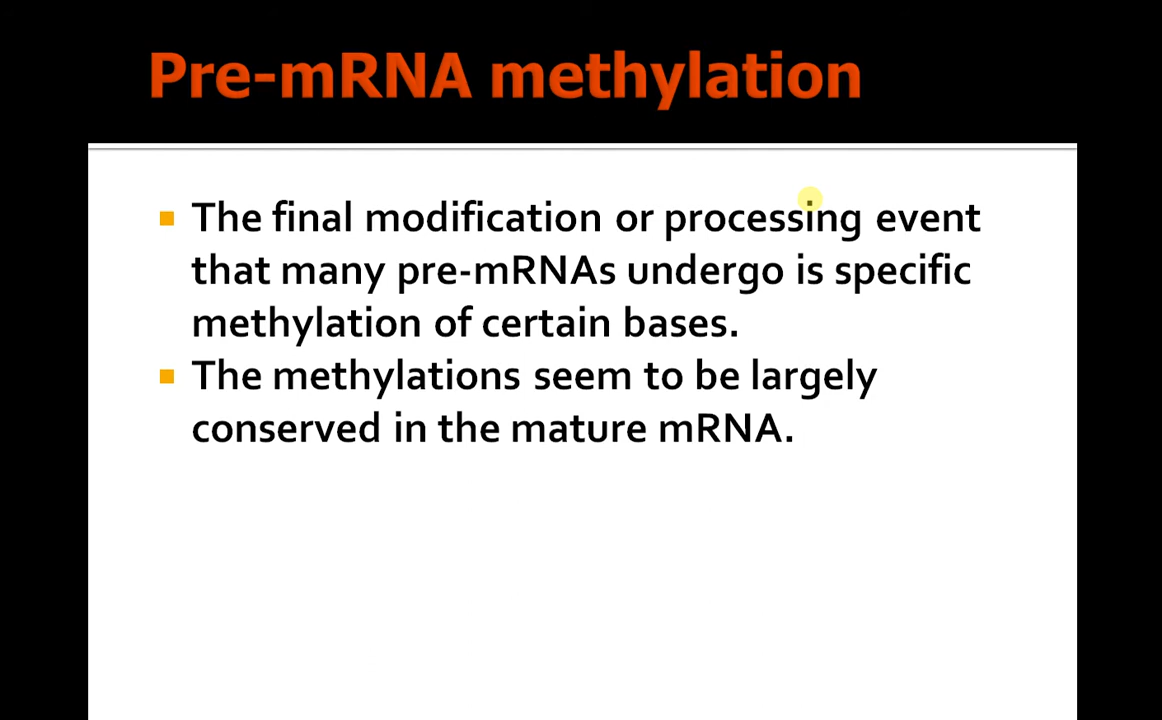 Pre-mRNA methylation
The final modification or processing event
that many pre-mRNAs undergo is specific
methylation of certain bases.
The methylations seem to be largely
conserved in the mature mRNA.